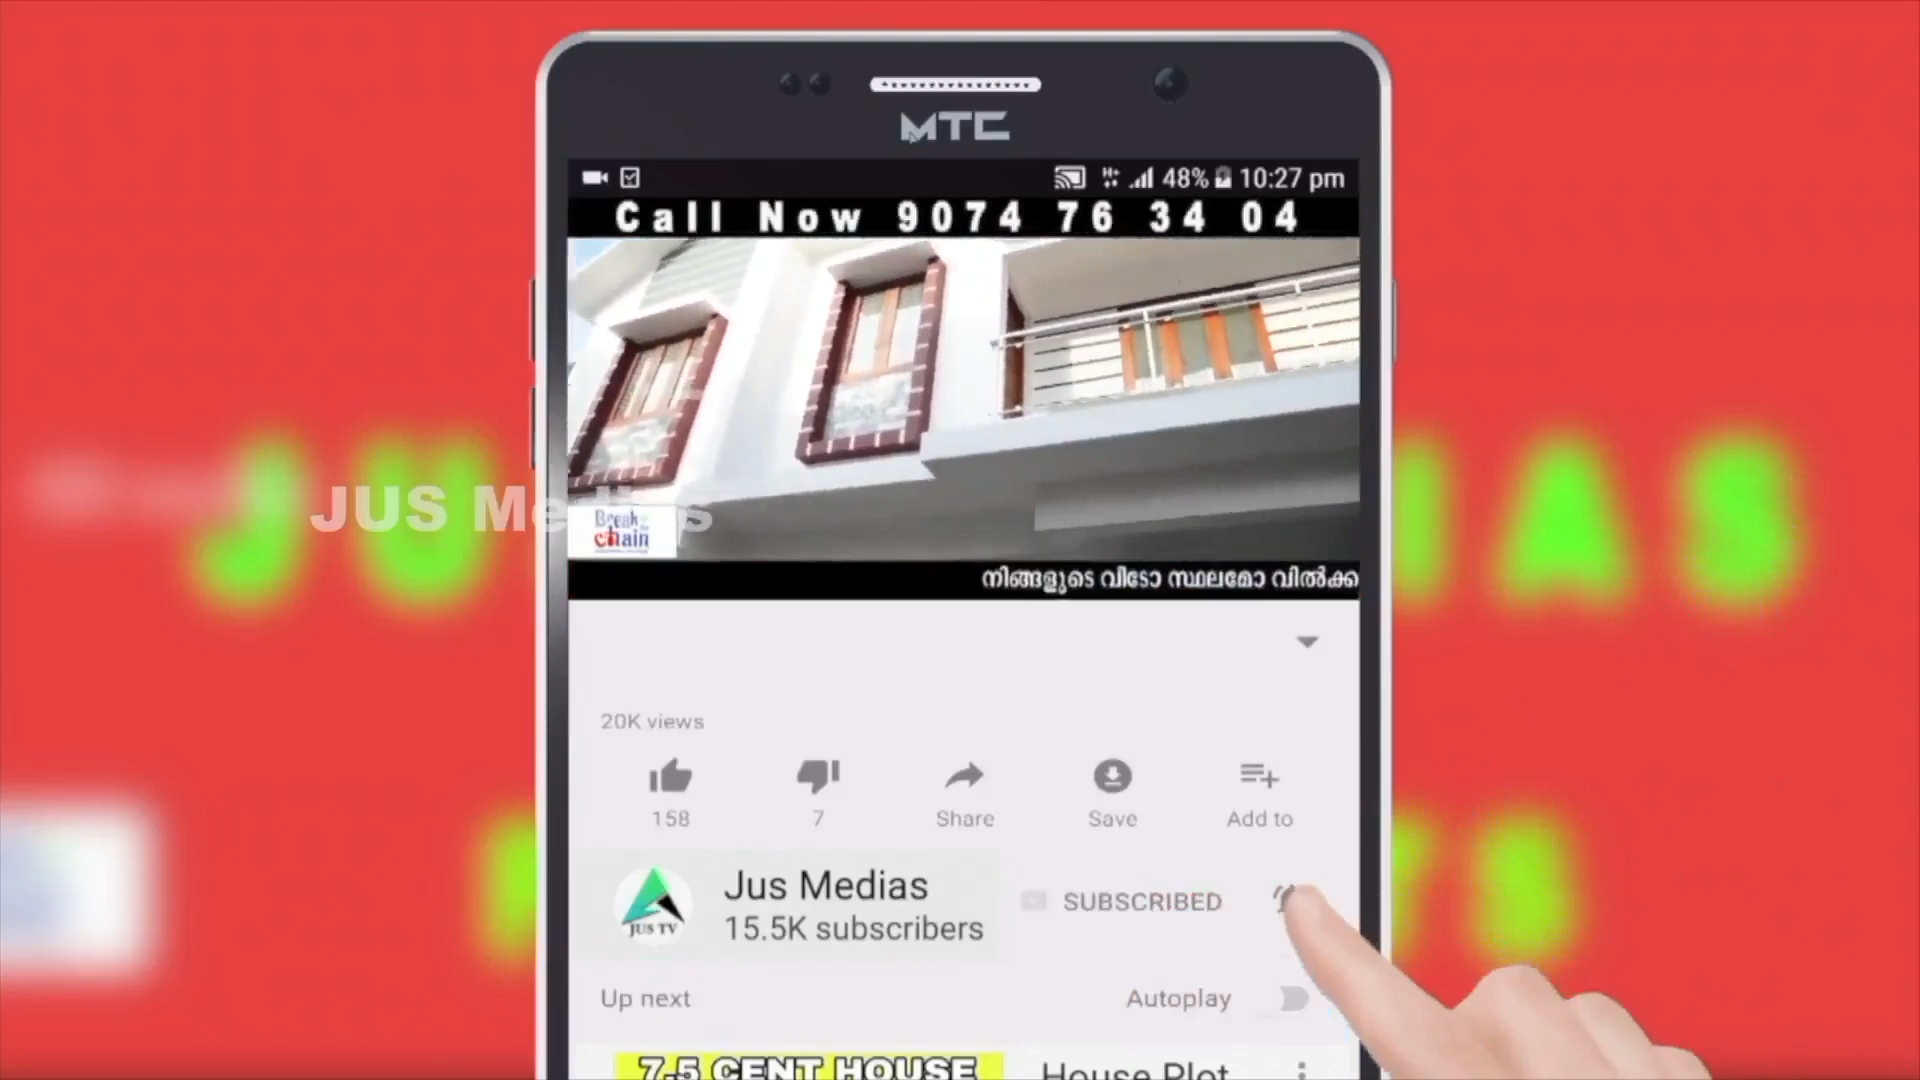 MTC
48% 10:27 pm
Call Now 9074 76 34 04
JUS Medias
Break
chain
നിങ്ങളുടെ വീടോ സ്ഥലമോ വിൽക്ക
20K views
158
7
Share
Save
Add to
Jus Medias
15.5K subscribers
JUS TV
SUBSCRIBED
Up next
Autoplay
7.5 CENT HOUSE
House Plot